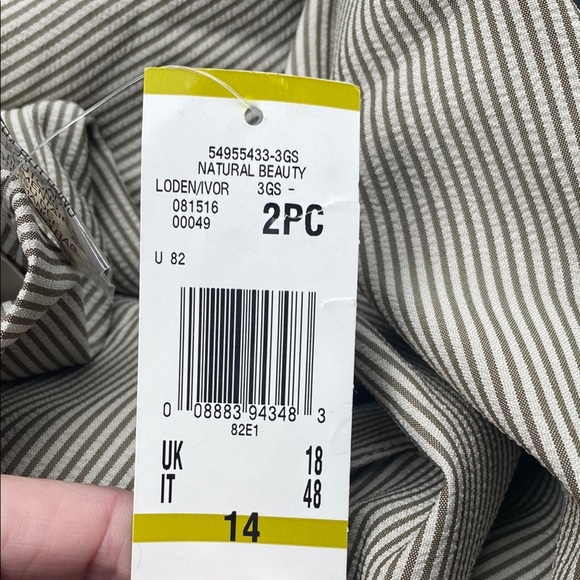 54955433-3GS
NATURAL BEAUTY
LODEN/IVOR 3GS -
081516
00049 2PC
U 82
0 08883 94348 3
82E1
UK 18
IT 48
14